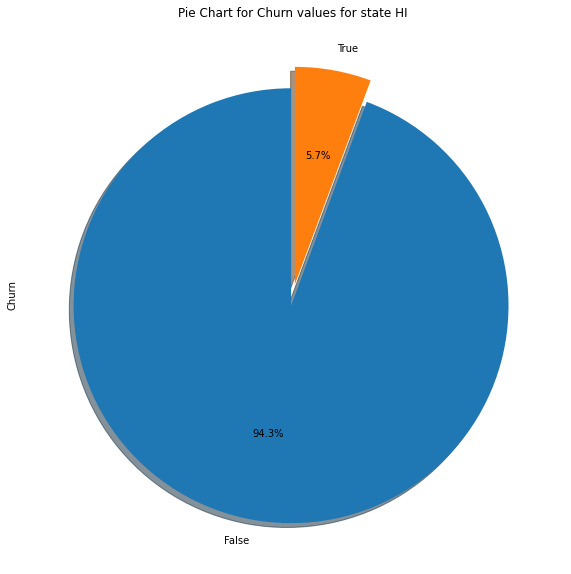 Pie Chart for Churn values for state HI
True
5.7%
Churn
94.3%
False